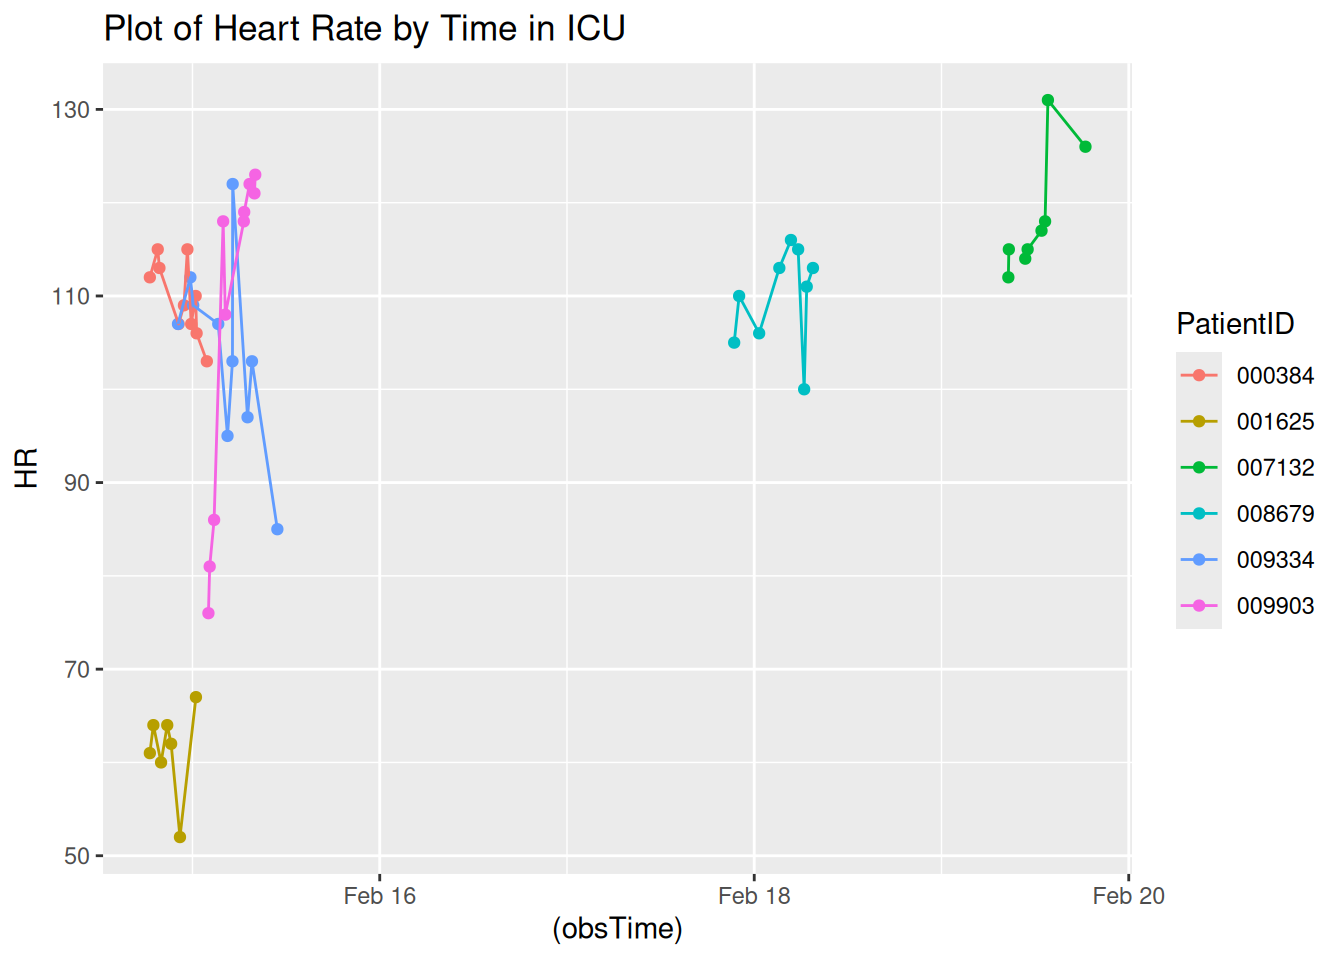 Plot of Heart Rate by Time in ICU
130
110
90
70
50
HR
Feb 16
Feb 18
Feb 20
(obsTime)
PatientID
000384
001625
007132
008679
009334
009903